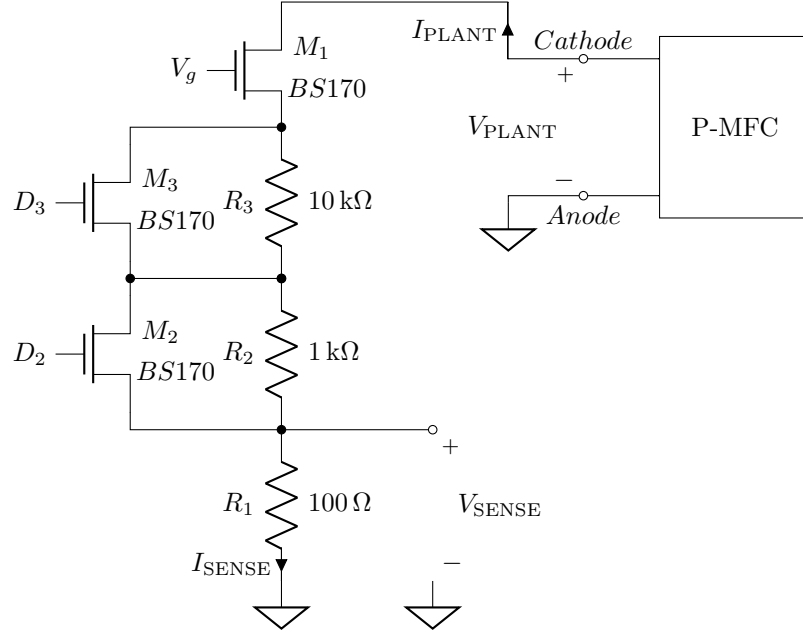 I_PLANT
Cathode
+
V_g
M_1
BS170
V_PLANT
P-MFC
−
Anode
D_3
M_3
BS170
R_3
10 kΩ
D_2
M_2
BS170
R_2
1 kΩ
+
R_1
100 Ω
V_SENSE
I_SENSE
−